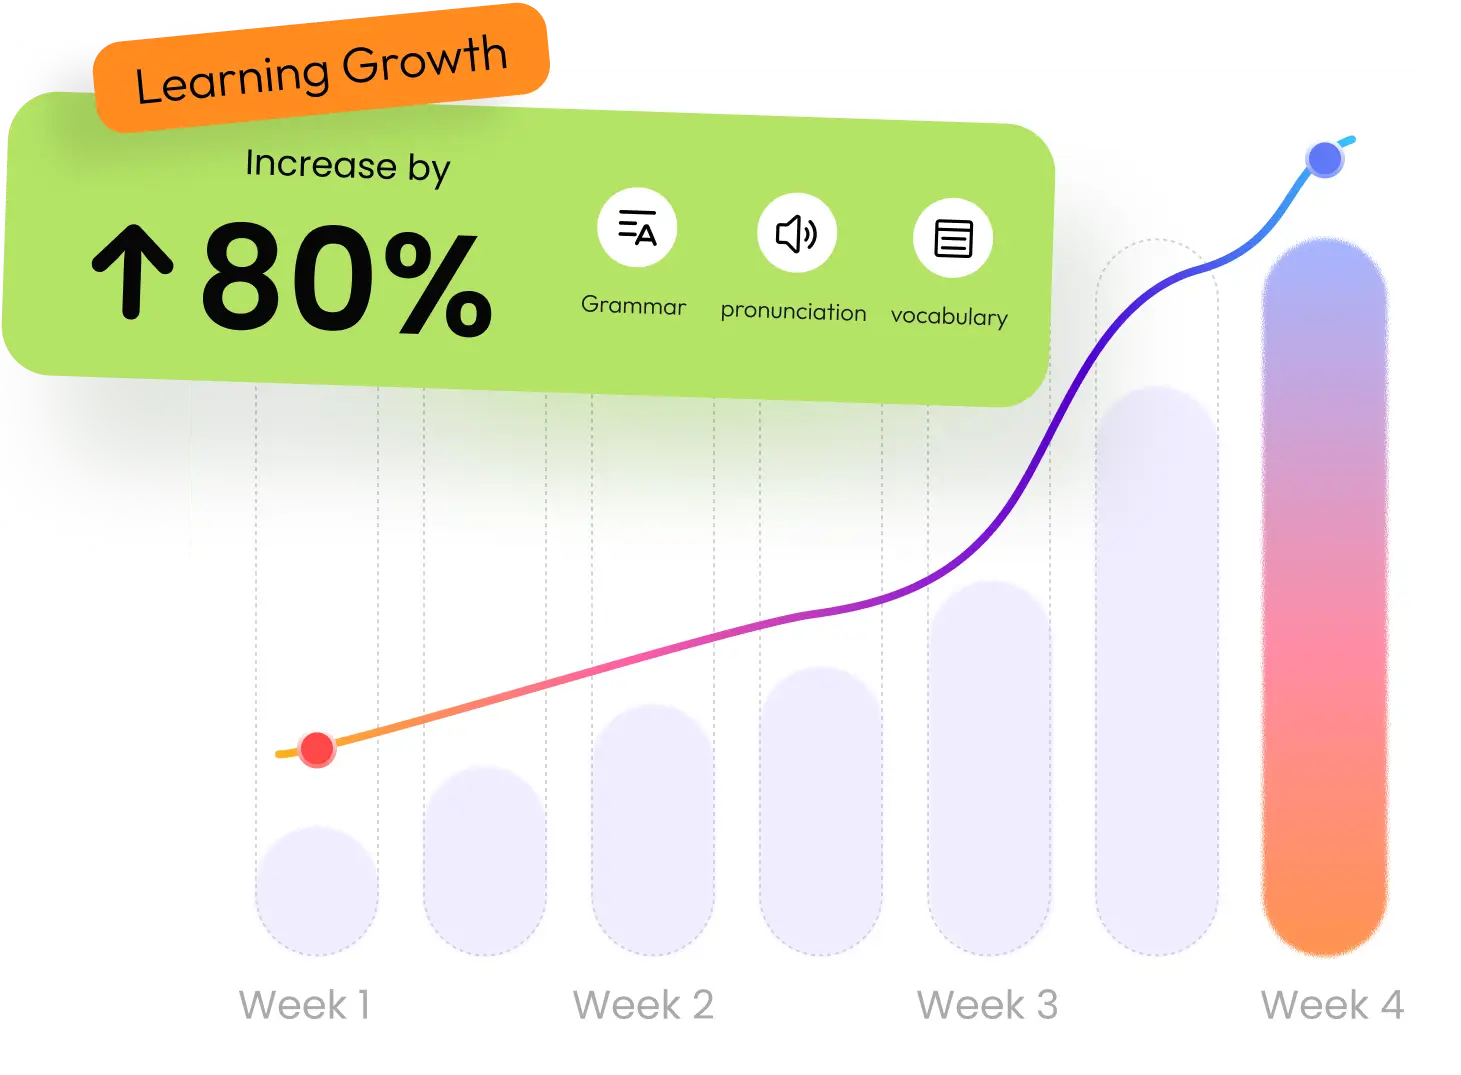 Learning Growth
Increase by
80%
Grammar
pronunciation
vocabulary
Week 1
Week 2
Week 3
Week 4